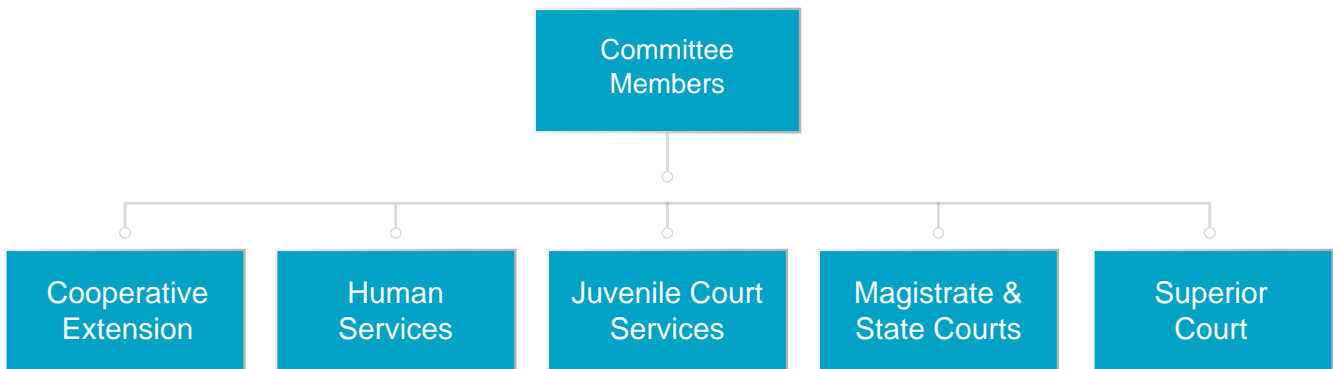 Committee
Members
Cooperative
Extension
Human
Services
Juvenile Court
Services
Magistrate &
State Courts
Superior
Court